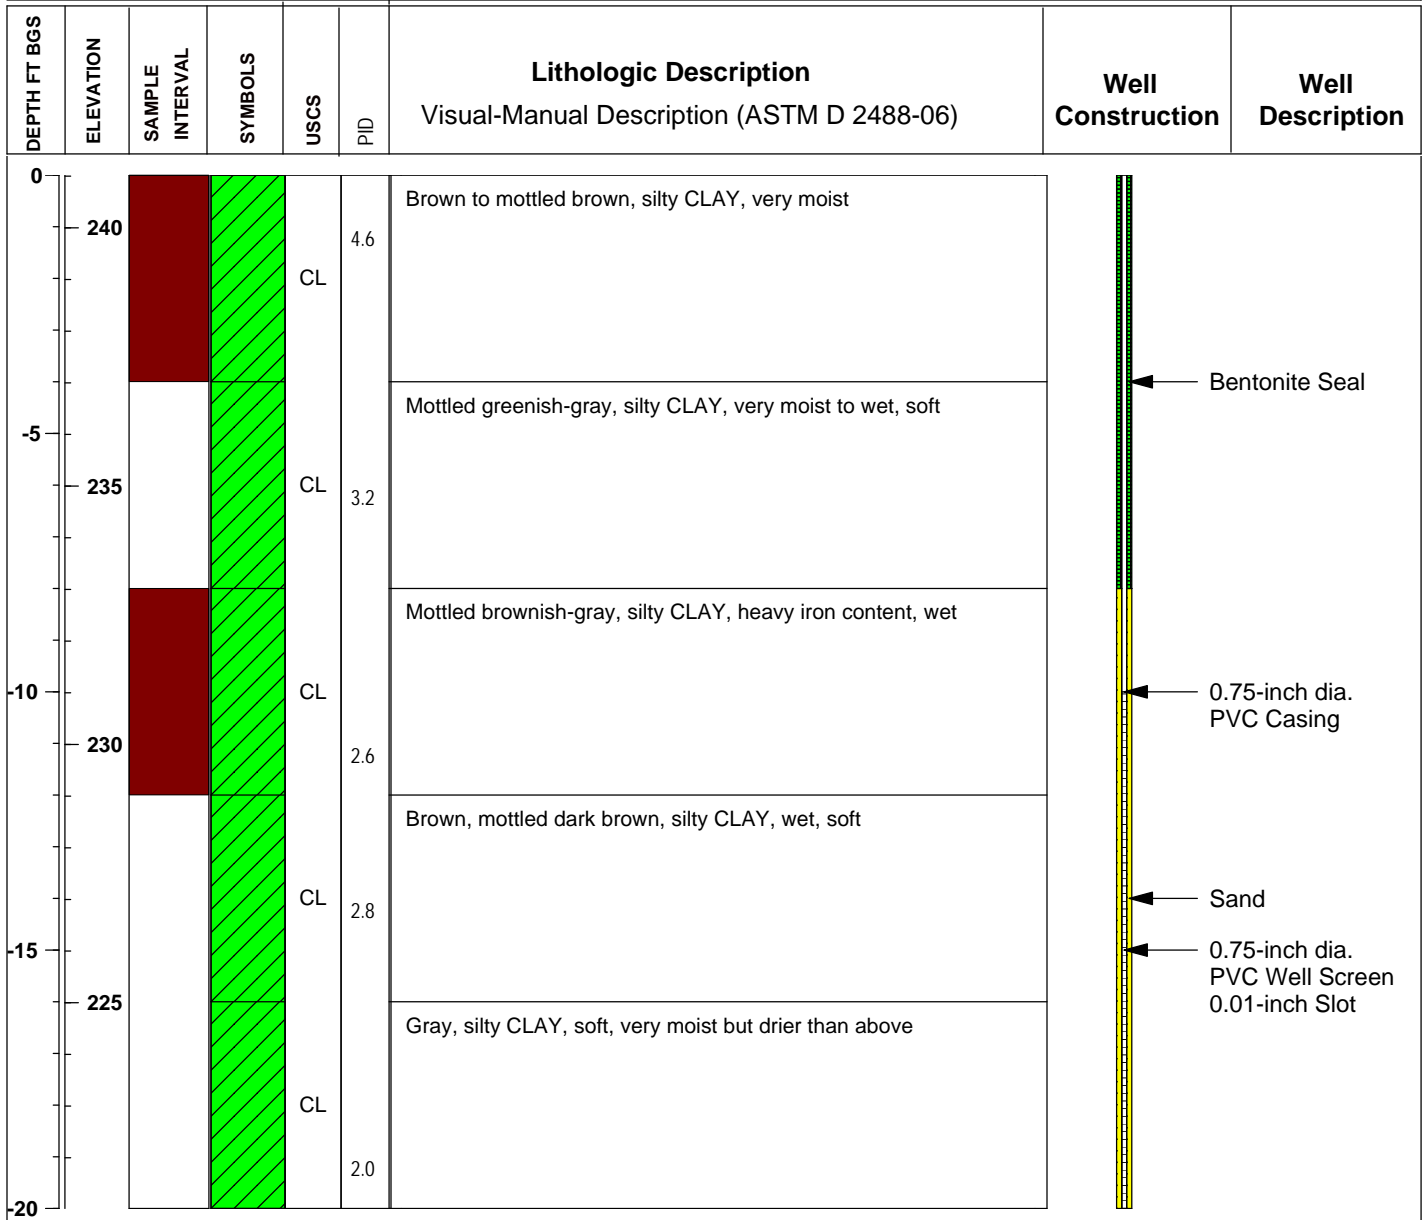 DEPTH FT BGS
ELEVATION
SAMPLE
INTERVAL
SYMBOLS
USCS
PID
Lithologic Description
Visual-Manual Description (ASTM D 2488-06)
Well
Construction
Well
Description
0
Brown to mottled brown, silty CLAY, very moist
240
4.6
CL
Bentonite Seal
Mottled greenish-gray, silty CLAY, very moist to wet, soft
-5
235
CL
3.2
Mottled brownish-gray, silty CLAY, heavy iron content, wet
-10
CL
0.75-inch dia.
PVC Casing
230
2.6
Brown, mottled dark brown, silty CLAY, wet, soft
CL
2.8
Sand
-15
0.75-inch dia.
PVC Well Screen
0.01-inch Slot
225
Gray, silty CLAY, soft, very moist but drier than above
CL
2.0
-20